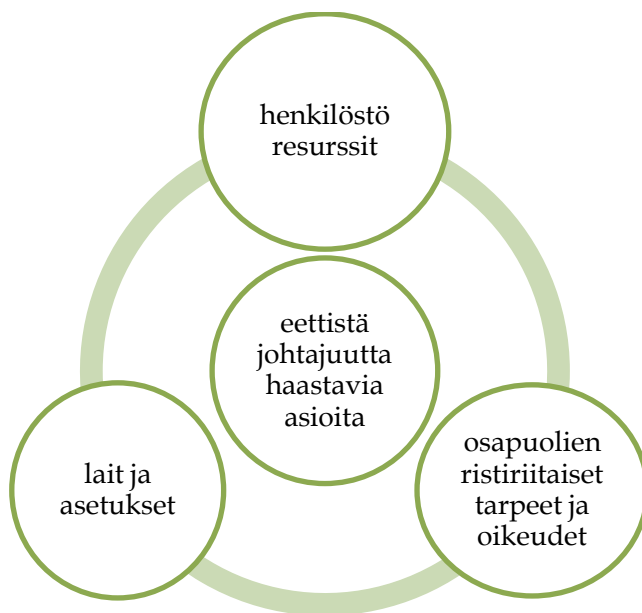 henkilöstö
resurssit
eettistä
johtajuutta
haastavia
asioita
lait ja
asetukset
osapuolien
ristiriitaiset
tarpeet ja
oikeudet